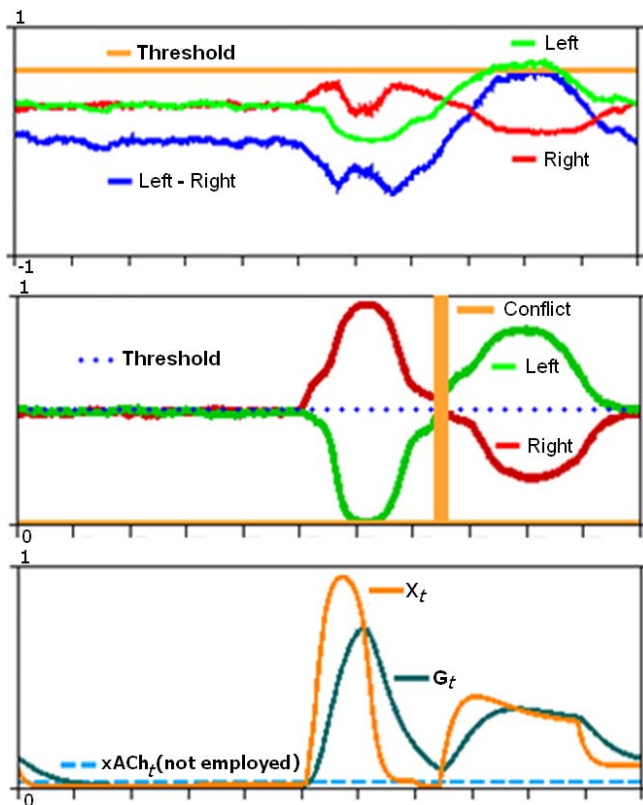 1
Threshold
Left
Left - Right
Right
-1
1
Conflict
Threshold
Left
Right
0
1
Xt
Gt
xACht(not employed)
0